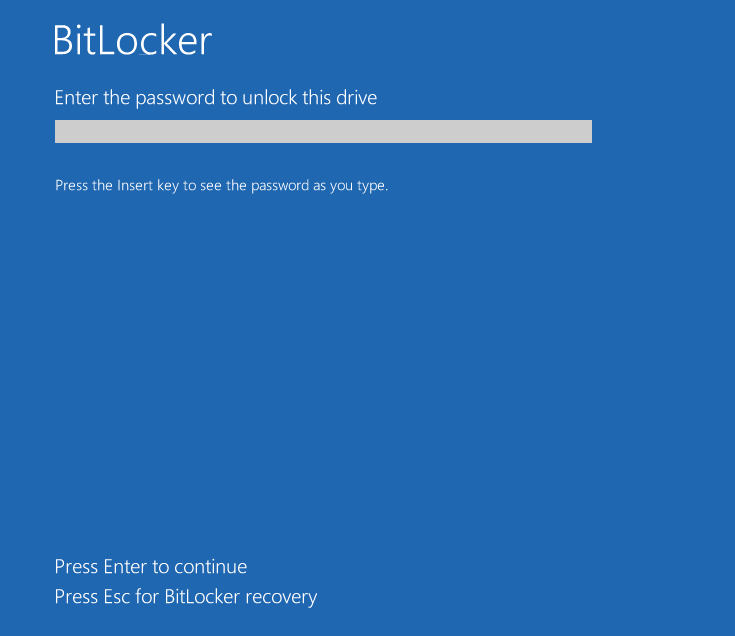 BitLocker
Enter the password to unlock this drive
Press the Insert key to see the password as you type.
Press Enter to continue
Press Esc for BitLocker recovery